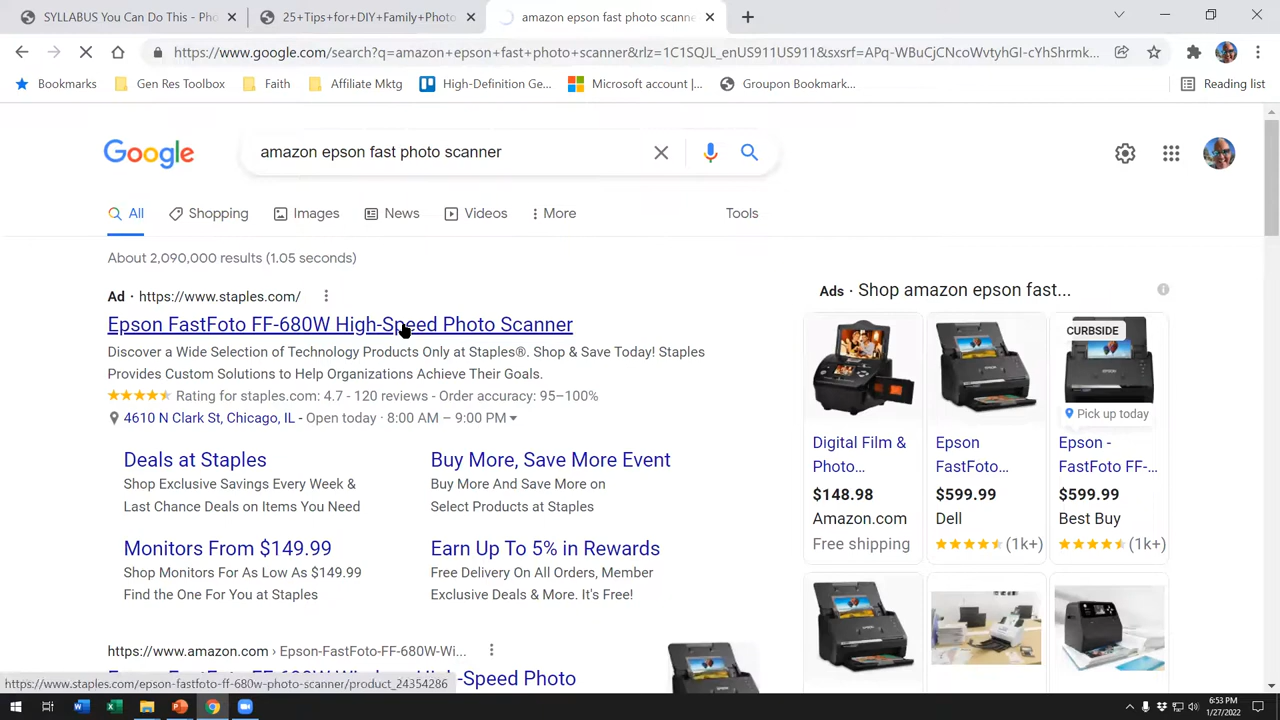 SYLLABUS You Can Do This - Pho
25+Tips+for+DIY+Family+Photo
amazon epson fast photo scanne
https://www.google.com/search?q=amazon+epson+fast+photo+scanner&rlz=1C1SQJL_enUS911US911&sxsrf=APq-WBuCjCNcoWvtyhGI-cYhShrmk...
Bookmarks
Gen Res Toolbox
Faith
Affiliate Mktg
High-Definition Ge...
Microsoft account |...
Groupon Bookmark...
Reading list
Google
amazon epson fast photo scanner
All
Shopping
Images
News
Videos
More
Tools
About 2,090,000 results (1.05 seconds)
Ad · https://www.staples.com/
Epson FastFoto FF-680W High-Speed Photo Scanner
Discover a Wide Selection of Technology Products Only at Staples®. Shop & Save Today! Staples
Provides Custom Solutions to Help Organizations Achieve Their Goals.
Rating for staples.com: 4.7 - 120 reviews - Order accuracy: 95–100%
4610 N Clark St, Chicago, IL - Open today · 8:00 AM – 9:00 PM
Deals at Staples
Shop Exclusive Savings Every Week &
Last Chance Deals on Items You Need
Buy More, Save More Event
Buy More And Save More on
Select Products at Staples
Monitors From $149.99
Shop Monitors For As Low As $149.99
Find the One For You at Staples
Earn Up To 5% in Rewards
Free Delivery On All Orders, Member
Exclusive Deals & More. It's Free!
https://www.amazon.com › Epson-FastFoto-FF-680W-Wi...
Ads · Shop amazon epson fast...
Digital Film &
Photo...
$148.98
Amazon.com
Free shipping
Epson
FastFoto...
$599.99
Dell
(1k+)
CURBSIDE
EPSON
Pick up today
Epson -
FastFoto FF-...
$599.99
Best Buy
(1k+)
https://www.staples.com/epson-fastfoto-ff-680w-photo-scanner/product_24354286
6:53 PM
1/27/2022